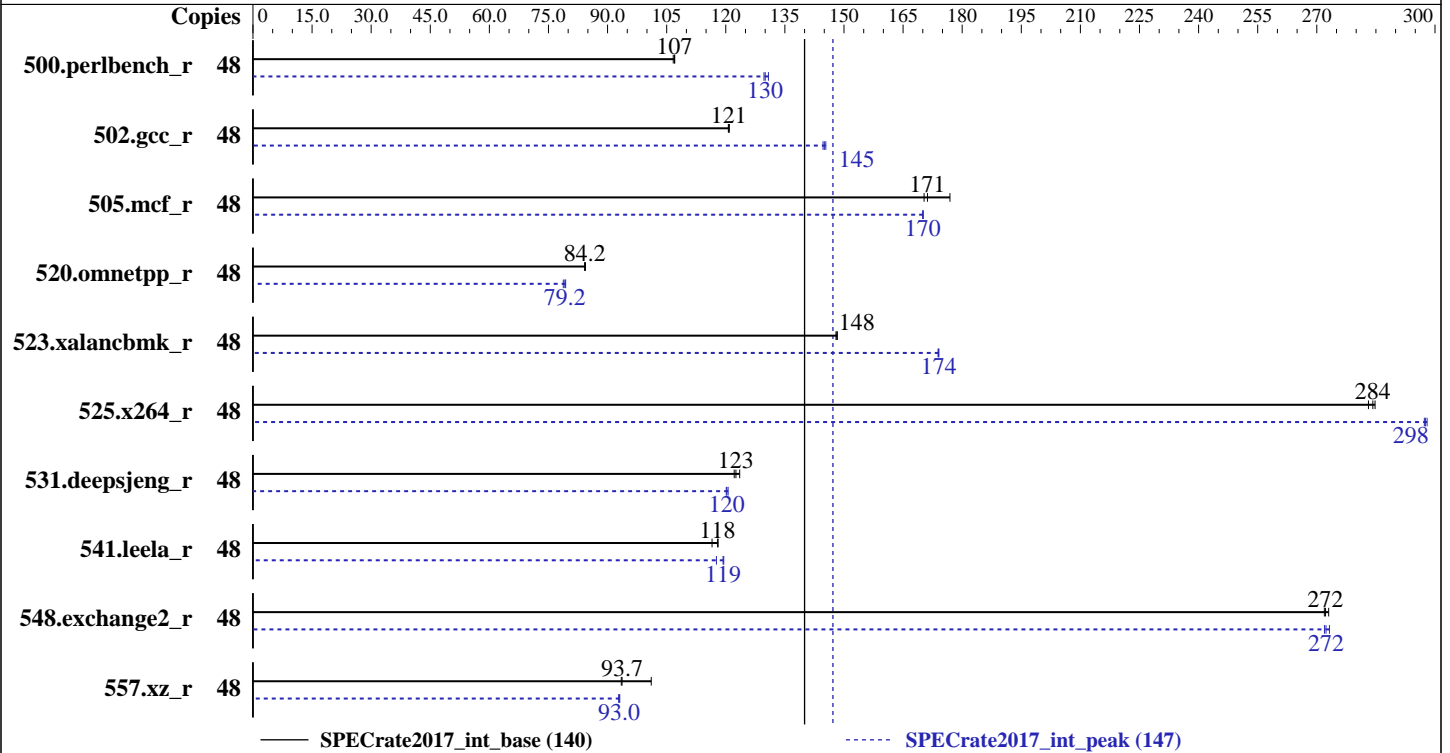 Copies 0 15.0 30.0 45.0 60.0 75.0 90.0 105 120 135 150 165 180 195 210 225 240 255 270 300
107
500.perlbench_r 48
130
121
502.gcc_r 48
145
171
505.mcf_r 48
170
84.2
520.omnetpp_r 48
79.2
148
523.xalancbmk_r 48
174
284
525.x264_r 48
298
123
531.deepsjeng_r 48
120
118
541.leela_r 48
119
272
548.exchange2_r 48
272
93.7
557.xz_r 48
93.0
SPECrate2017_int_base (140) SPECrate2017_int_peak (147)